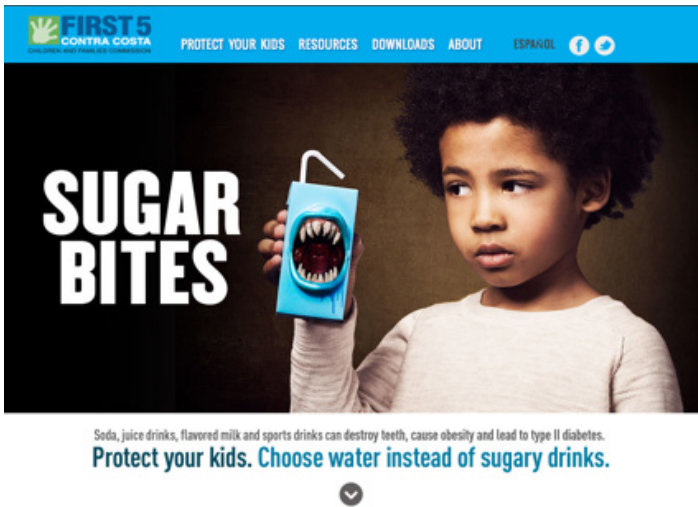 FIRST 5
CONTRA COSTA
CHILDREN AND FAMILIES COMMISSION
PROTECT YOUR KIDS RESOURCES DOWNLOADS ABOUT ESPAÑOL
SUGAR
BITES
Soda, juice drinks, flavored milk and sports drinks can destroy teeth, cause obesity and lead to type II diabetes.
Protect your kids. Choose water instead of sugary drinks.